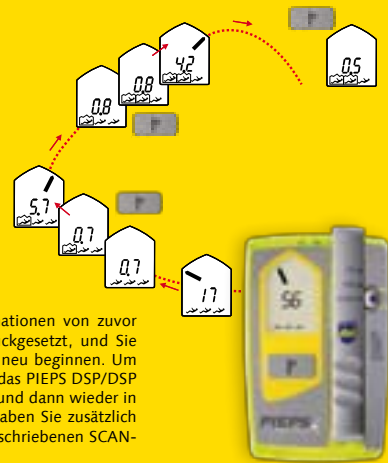 4.2
0.8
0.8
0.5
5.7
0.7
0.7
17
56
PIEPS
ationen von zuvor
ckgesetzt, und Sie
neu beginnen. Um
das PIEPS DSP/DSP
und dann wieder in
aben Sie zusätzlich
schriebenen SCAN-